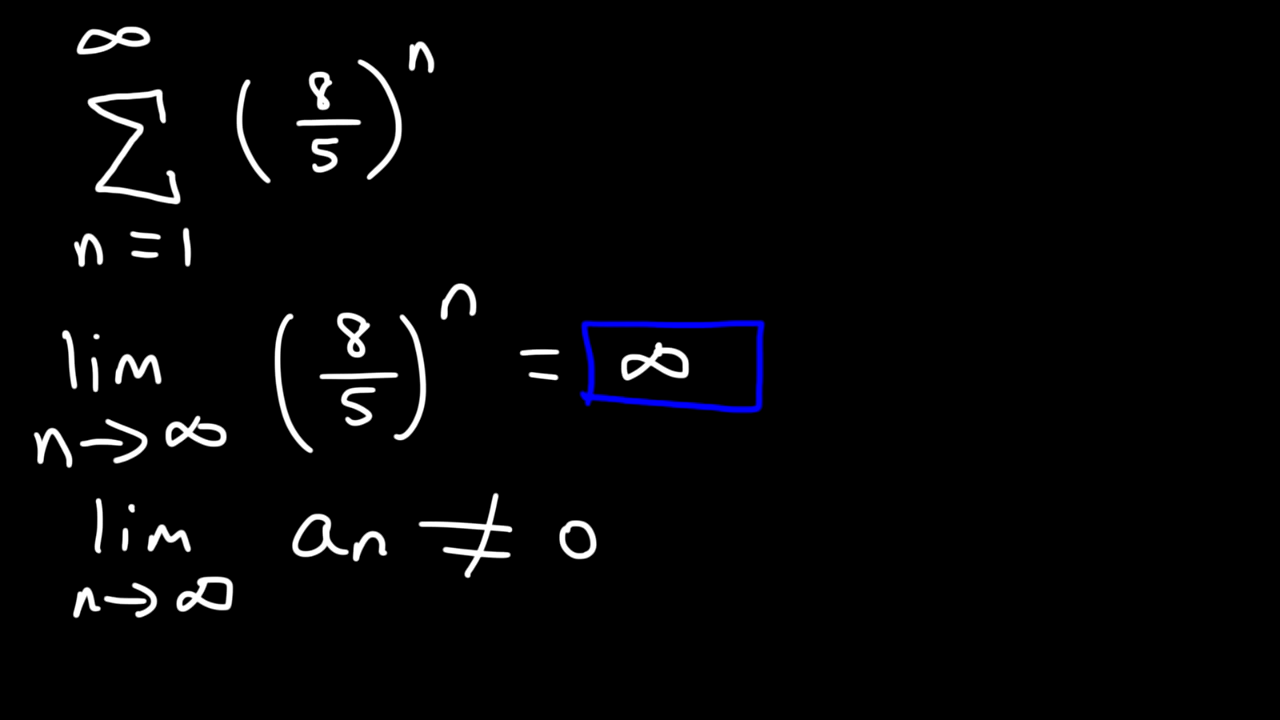 ∞
∑ (8/5)^n
n = 1
lim (8/5)^n = ∞
n → ∞
lim an ≠ 0
n → ∞